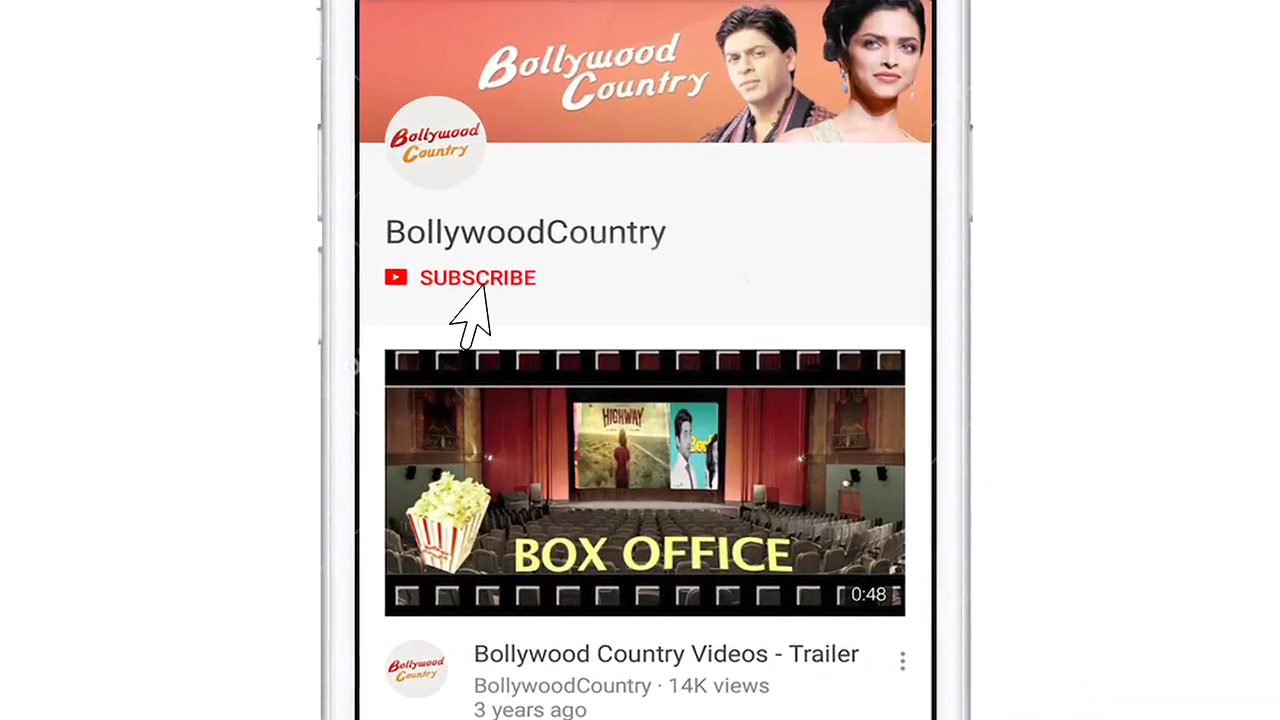 Bollywood
Country
Bollywood
Country
BollywoodCountry
SUBSCRIBE
HIGHWAY
BOX OFFICE
0:48
Bollywood Country Videos - Trailer
Bollywood
Country
BollywoodCountry · 14K views
3 years ago